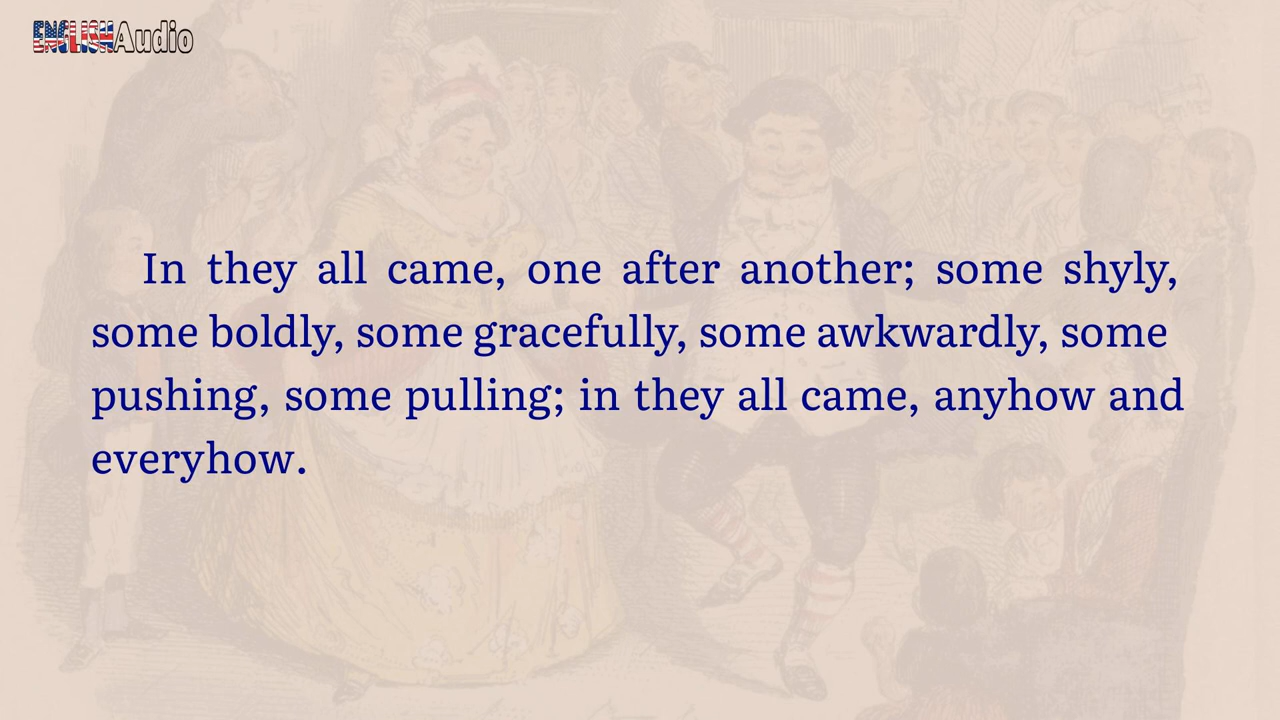 ENGLISHAudio
In they all came, one after another; some shyly,
some boldly, some gracefully, some awkwardly, some
pushing, some pulling; in they all came, anyhow and
everyhow.